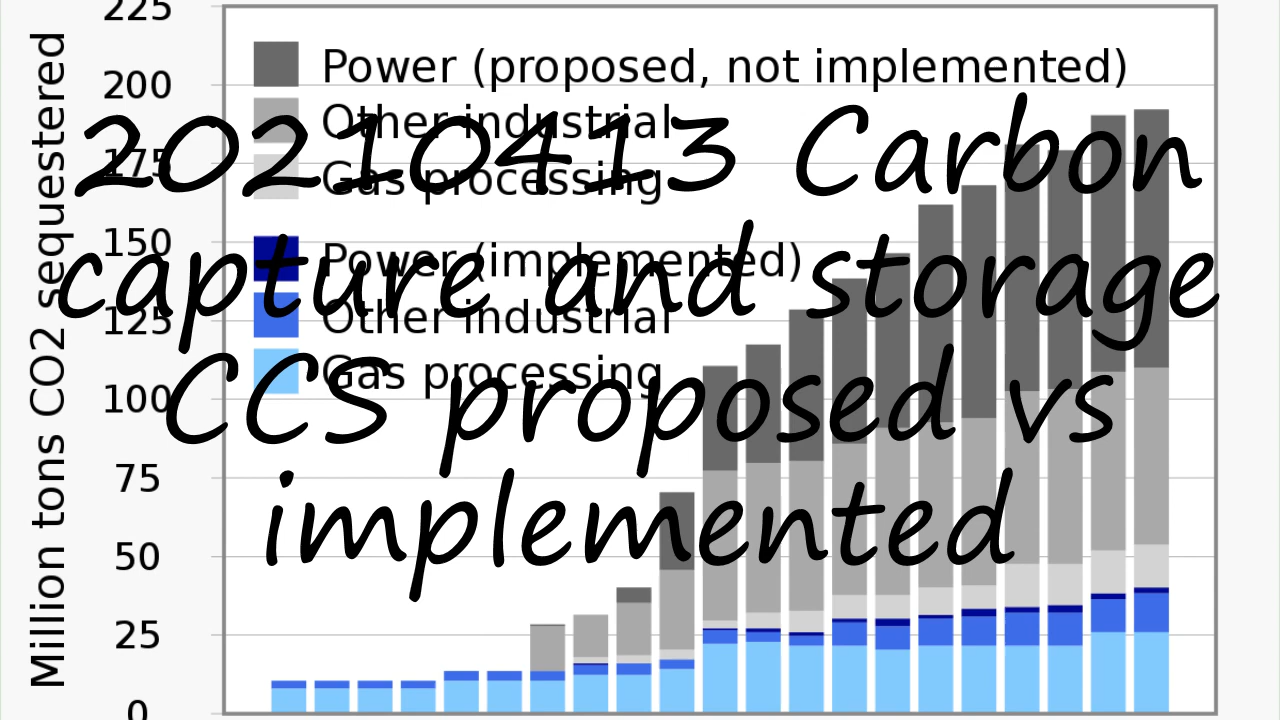 225
200
175
150
125
100
75
50
25
0
Million tons CO2 sequestered
Power (proposed, not implemented)
Other industrial
Gas processing
Power (implemented)
Other industrial
Gas processing
20210413 Carbon
capture and storage
CCS proposed vs
implemented